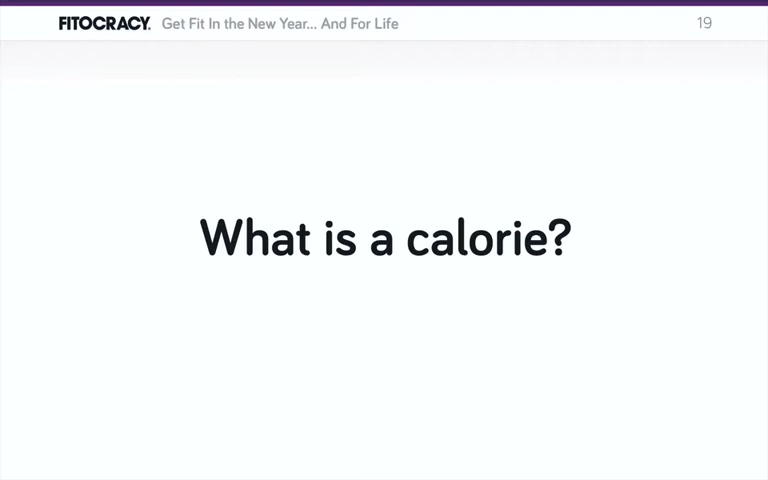 FITOCRACY. Get Fit In the New Year... And For Life 19
What is a calorie?